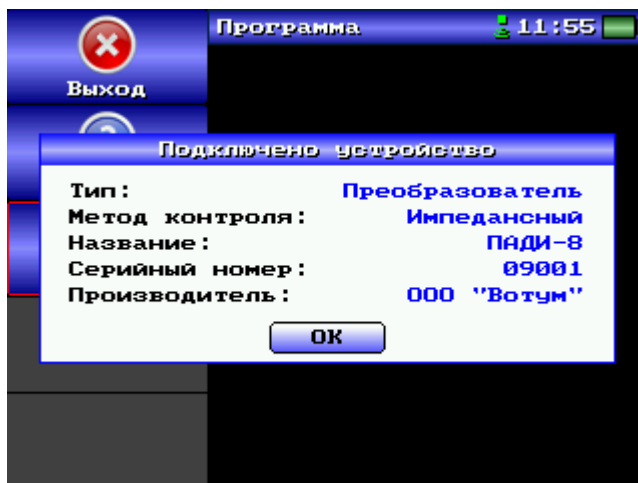 Программа 11:55
Выход
?
Подключено устройство
Тип: Преобразователь
Метод контроля: Импедансный
Название: ПАДИ-8
Серийный номер: 09001
Производитель: ООО "Вотум"
ОК